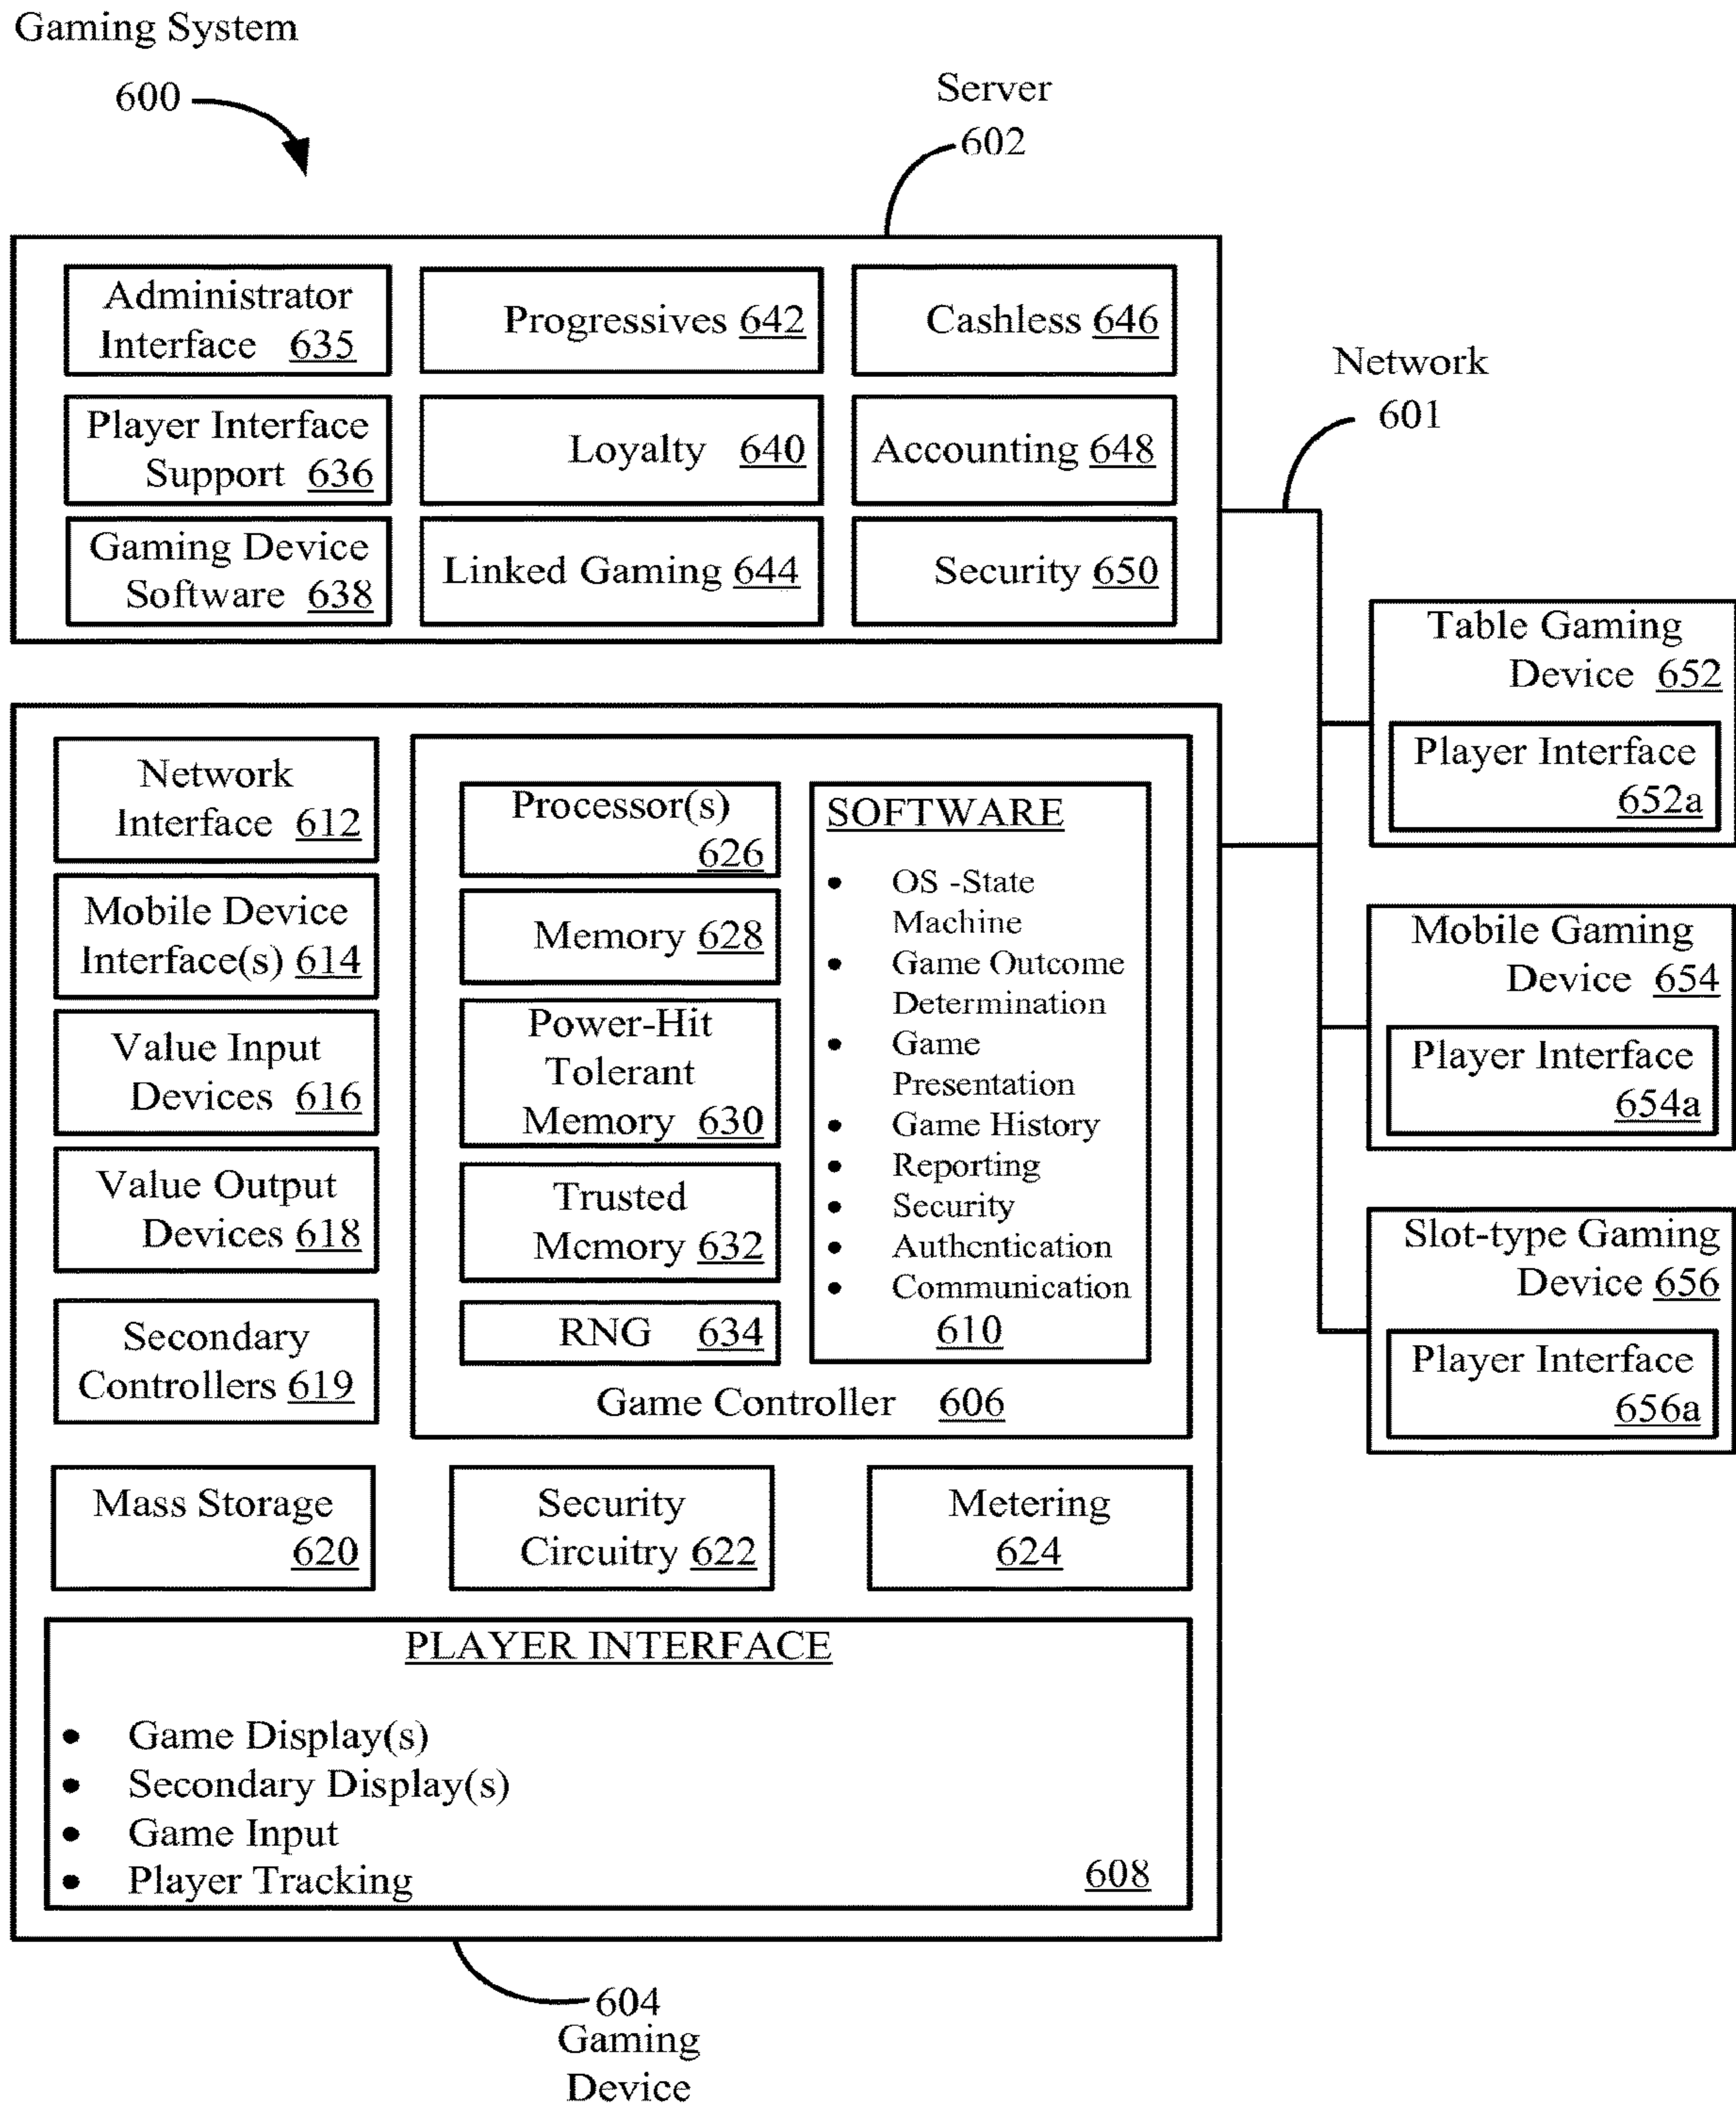 Gaming System
600
Server
602
Administrator
Interface 635
Progressives 642
Cashless 646
Player Interface
Support 636
Loyalty 640
Accounting 648
Gaming Device
Software 638
Linked Gaming 644
Security 650
Network
601
Table Gaming
Device 652
Player Interface
652a
Mobile Gaming
Device 654
Player Interface
654a
Slot-type Gaming
Device 656
Player Interface
656a
Network
Interface 612
Mobile Device
Interface(s) 614
Value Input
Devices 616
Value Output
Devices 618
Secondary
Controllers 619
Processor(s)
626
Memory 628
Power-Hit
Tolerant
Memory 630
Trusted
Memory 632
RNG 634
SOFTWARE
• OS -State
Machine
• Game Outcome
Determination
• Game
Presentation
• Game History
• Reporting
• Security
• Authentication
• Communication
610
Game Controller 606
Mass Storage
620
Security
Circuitry 622
Metering
624
PLAYER INTERFACE
• Game Display(s)
• Secondary Display(s)
• Game Input
• Player Tracking
608
604
Gaming
Device